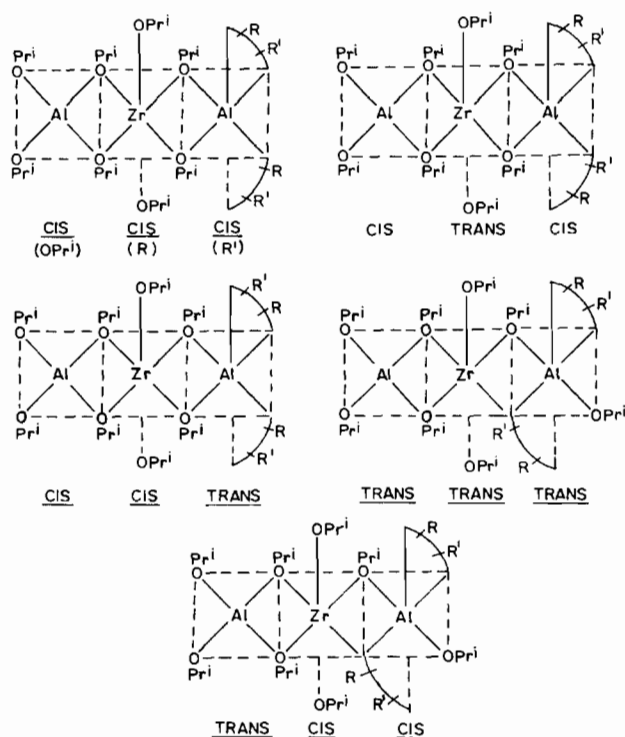 OPrⁱ R
Prⁱ Prⁱ Prⁱ R'
O O O
Al Zr Al
O O O R
Prⁱ Prⁱ Prⁱ R'
OPrⁱ
CIS CIS CIS
(OPrⁱ) (R) (R')
OPrⁱ R
Prⁱ Prⁱ Prⁱ R'
O O O
Al Zr Al
O O O R'
Prⁱ Prⁱ Prⁱ R
OPrⁱ
CIS TRANS CIS
OPrⁱ R'
Prⁱ Prⁱ Prⁱ R
O O O
Al Zr Al
O O O R
Prⁱ Prⁱ Prⁱ R'
OPrⁱ
CIS CIS TRANS
OPrⁱ R
Prⁱ Prⁱ Prⁱ R'
O O O
Al Zr Al
O O R' OPrⁱ
Prⁱ Prⁱ R
OPrⁱ
TRANS TRANS TRANS
OPrⁱ R
Prⁱ Prⁱ Prⁱ R'
O O O
Al Zr Al
O O OPrⁱ
Prⁱ Prⁱ R
OPrⁱ R'
TRANS CIS CIS